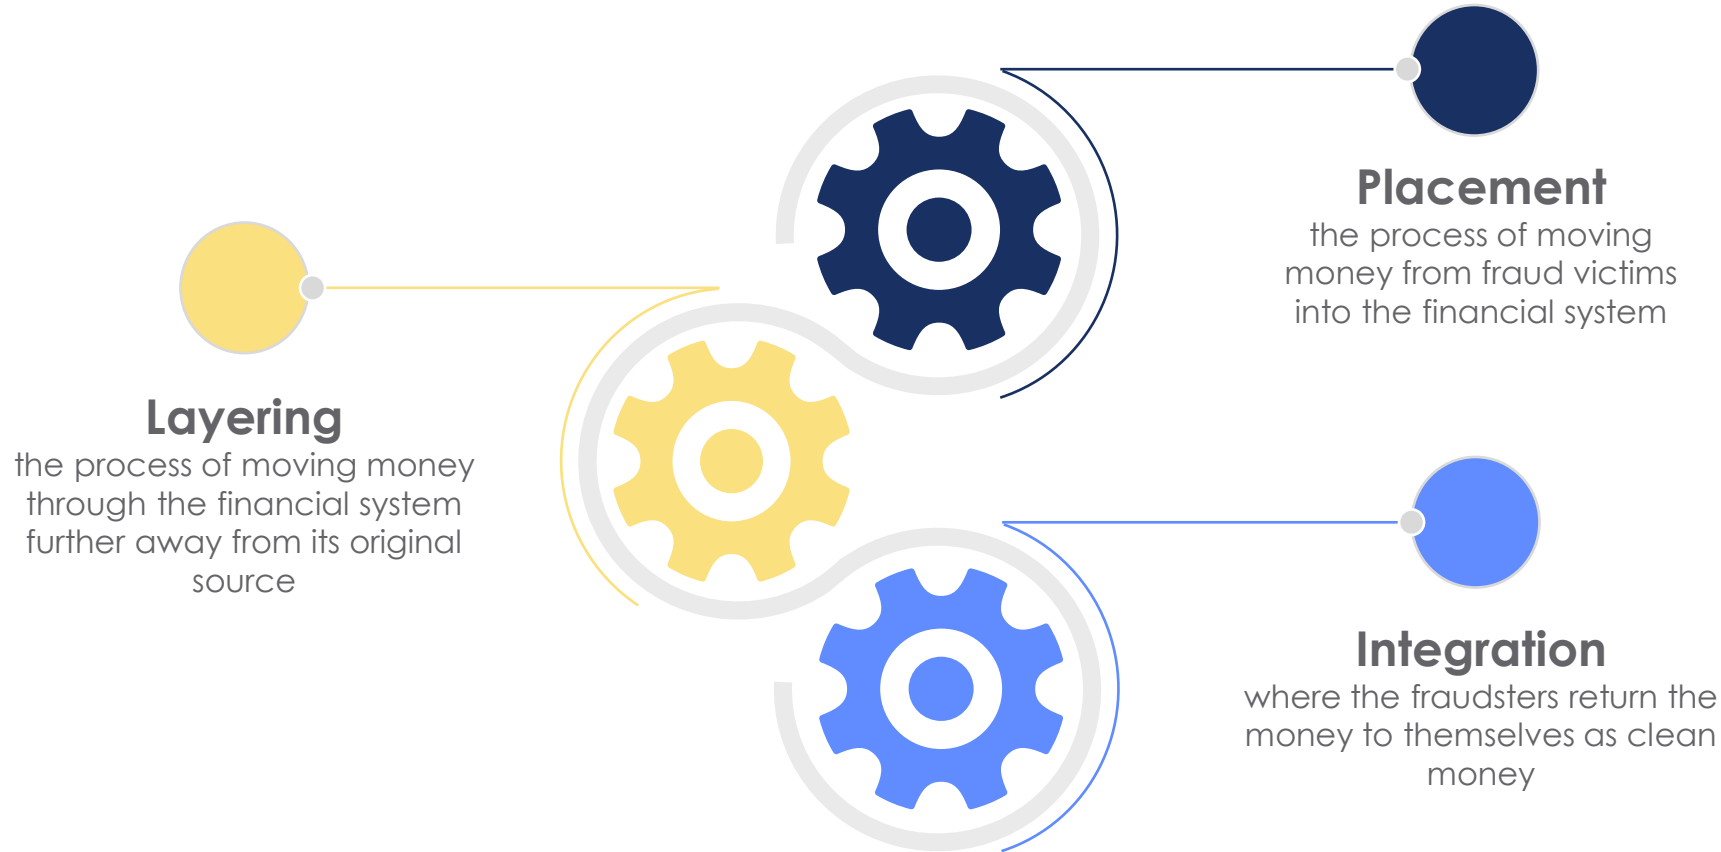 Placement
the process of moving
money from fraud victims
into the financial system
Layering
the process of moving money
through the financial system
further away from its original
source
Integration
where the fraudsters return the
money to themselves as clean
money